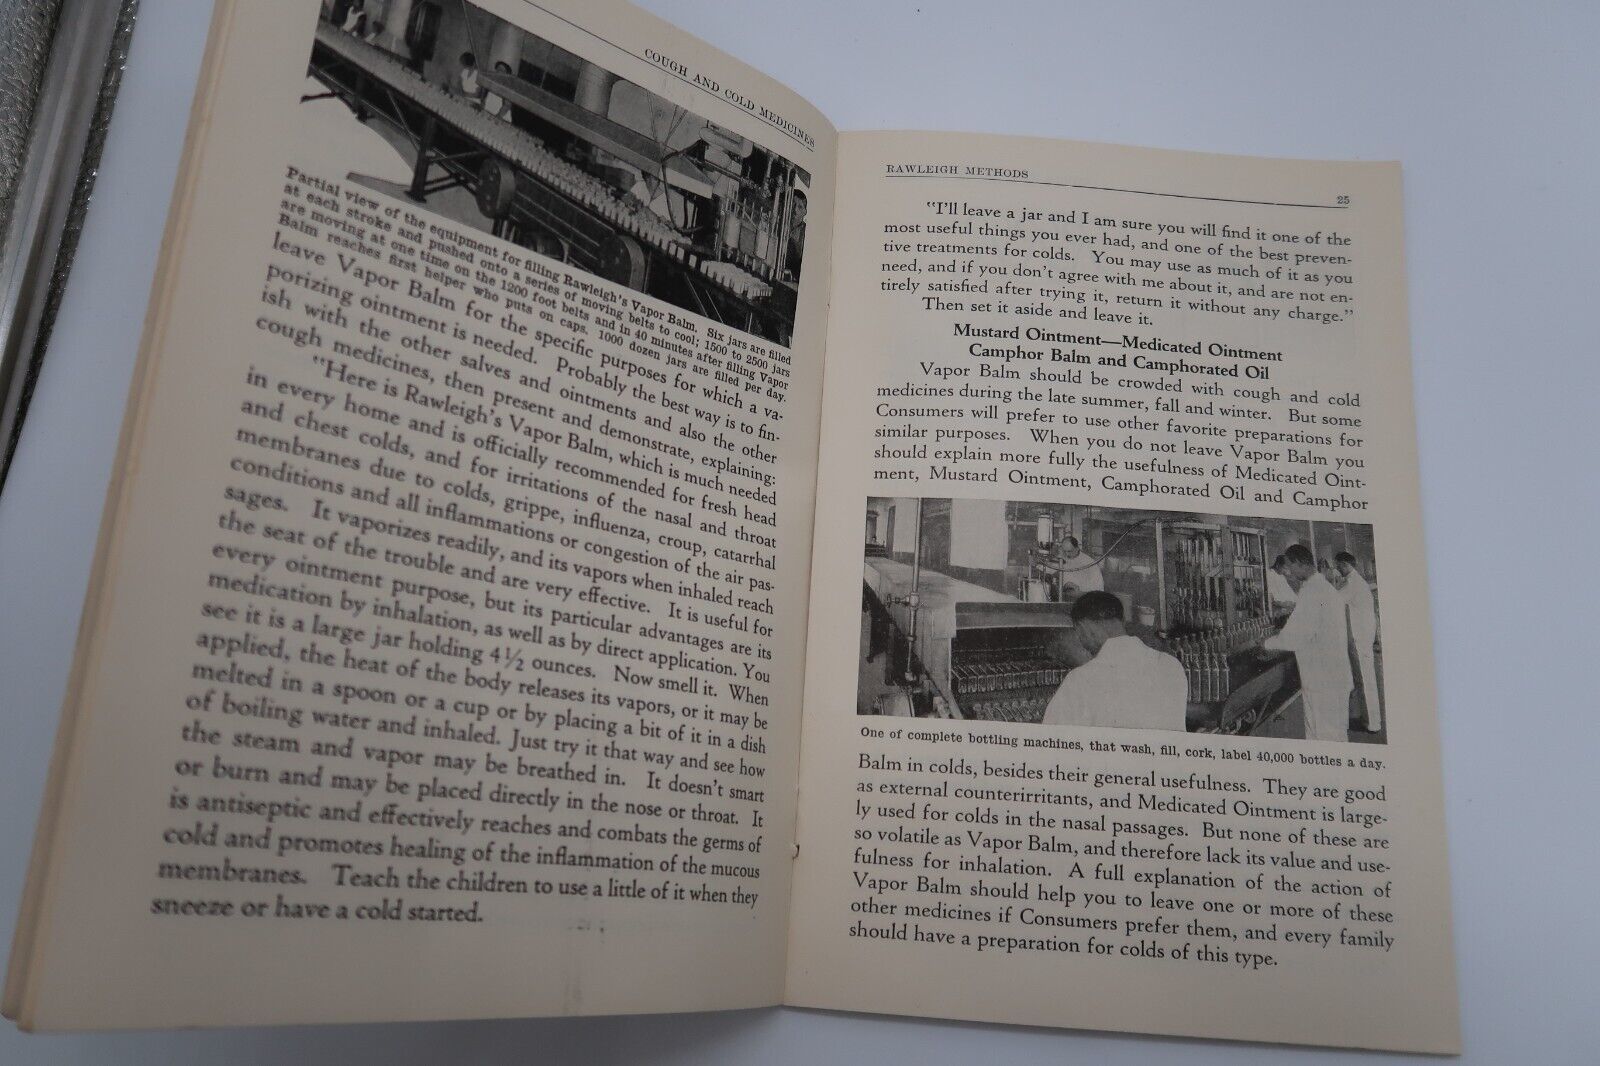 COUGH AND COLD MEDICINES
Partial view of the equipment for filling Rawleigh's Vapor Balm. Six jars are filled
at each stroke and pushed onto a series of moving belts to cool; 1500 to 2500 jars
are moving at one time on the 1200 foot belts and in 40 minutes after filling Vapor
Balm reaches first helper who puts on caps. 1000 dozen jars are filled per day.
leave Vapor Balm for the specific purposes for which a va-
porizing ointment is needed. Probably the best way is to fin-
ish with the other salves and ointments and also the other
cough medicines, then present and demonstrate, explaining:
"Here is Rawleigh's Vapor Balm, which is much needed
in every home and is officially recommended for fresh head
and chest colds, and for irritations of the nasal and throat
membranes due to colds, grippe, influenza, croup, catarrhal
conditions and all inflammations or congestion of the air pas-
sages. It vaporizes readily, and its vapors when inhaled reach
the seat of the trouble and are very effective. It is useful for
every ointment purpose, but its particular advantages are its
medication by inhalation, as well as by direct application. You
see it is a large jar holding 4½ ounces. Now smell it. When
applied, the heat of the body releases its vapors, or it may be
melted in a spoon or a cup or by placing a bit of it in a dish
of boiling water and inhaled. Just try it that way and see how
the steam and vapor may be breathed in. It doesn't smart
or burn and may be placed directly in the nose or throat. It
is antiseptic and effectively reaches and combats the germs of
cold and promotes healing of the inflammation of the mucous
membranes. Teach the children to use a little of it when they
sneeze or have a cold started.
RAWLEIGH METHODS
25
"I'll leave a jar and I am sure you will find it one of the
most useful things you ever had, and one of the best preven-
tive treatments for colds. You may use as much of it as you
need, and if you don't agree with me about it, and are not en-
tirely satisfied after trying it, return it without any charge."
Then set it aside and leave it.
Mustard Ointment—Medicated Ointment
Camphor Balm and Camphorated Oil
Vapor Balm should be crowded with cough and cold
medicines during the late summer, fall and winter. But some
Consumers will prefer to use other favorite preparations for
similar purposes. When you do not leave Vapor Balm you
should explain more fully the usefulness of Medicated Oint-
ment, Mustard Ointment, Camphorated Oil and Camphor
One of complete bottling machines, that wash, fill, cork, label 40,000 bottles a day.
Balm in colds, besides their general usefulness. They are good
as external counterirritants, and Medicated Ointment is large-
ly used for colds in the nasal passages. But none of these are
so volatile as Vapor Balm, and therefore lack its value and use-
fulness for inhalation. A full explanation of the action of
Vapor Balm should help you to leave one or more of these
other medicines if Consumers prefer them, and every family
should have a preparation for colds of this type.